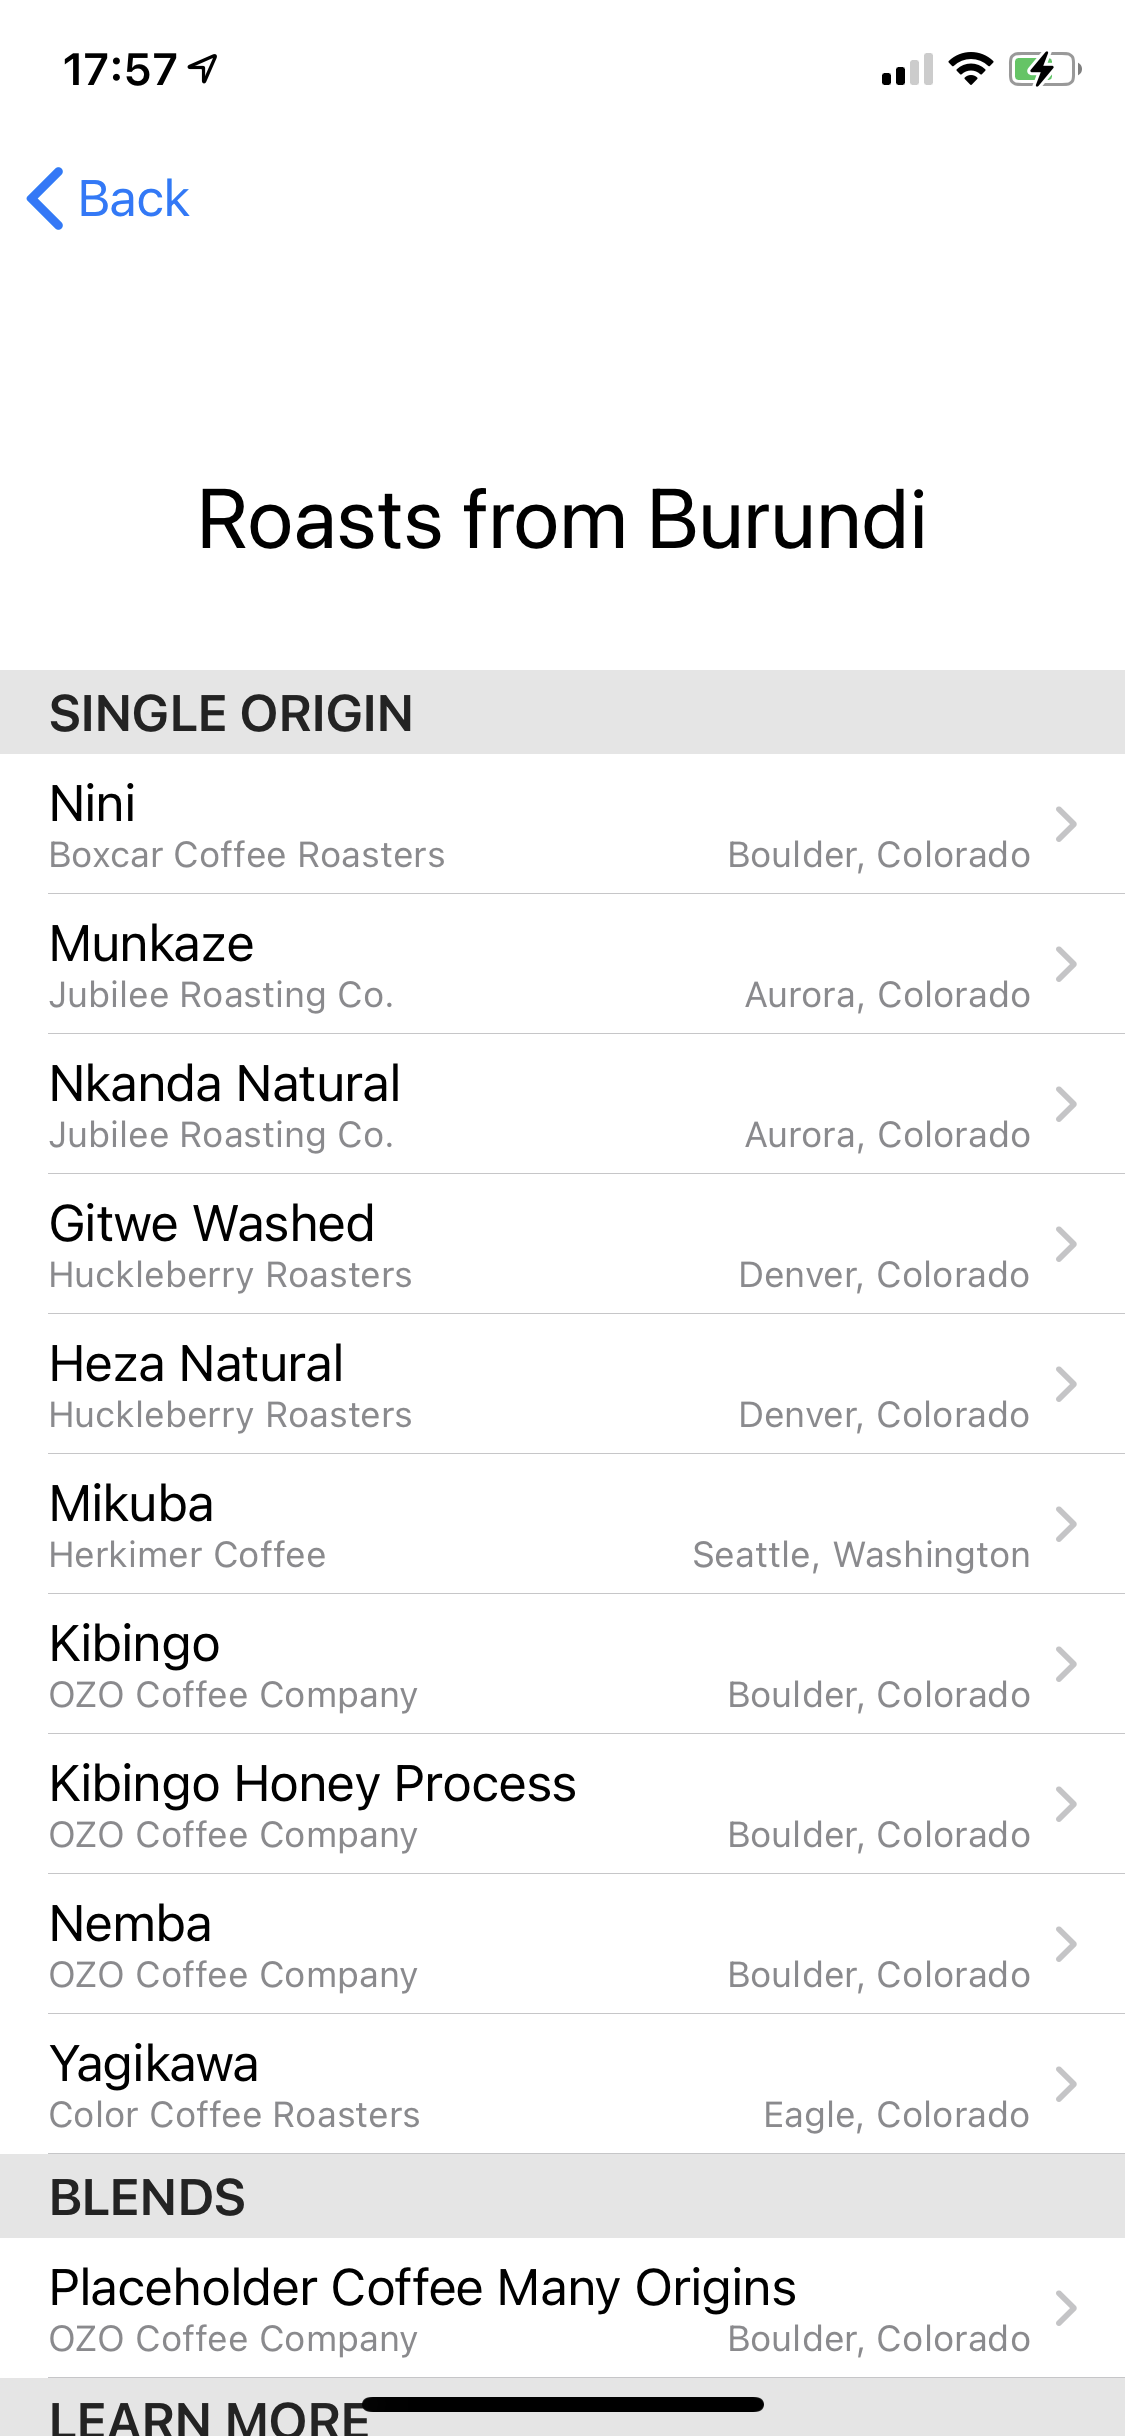 17:57
Back
Roasts from Burundi
SINGLE ORIGIN
Nini
Boxcar Coffee Roasters Boulder, Colorado
Munkaze
Jubilee Roasting Co. Aurora, Colorado
Nkanda Natural
Jubilee Roasting Co. Aurora, Colorado
Gitwe Washed
Huckleberry Roasters Denver, Colorado
Heza Natural
Huckleberry Roasters Denver, Colorado
Mikuba
Herkimer Coffee Seattle, Washington
Kibingo
OZO Coffee Company Boulder, Colorado
Kibingo Honey Process
OZO Coffee Company Boulder, Colorado
Nemba
OZO Coffee Company Boulder, Colorado
Yagikawa
Color Coffee Roasters Eagle, Colorado
BLENDS
Placeholder Coffee Many Origins
OZO Coffee Company Boulder, Colorado
LEARN MORE